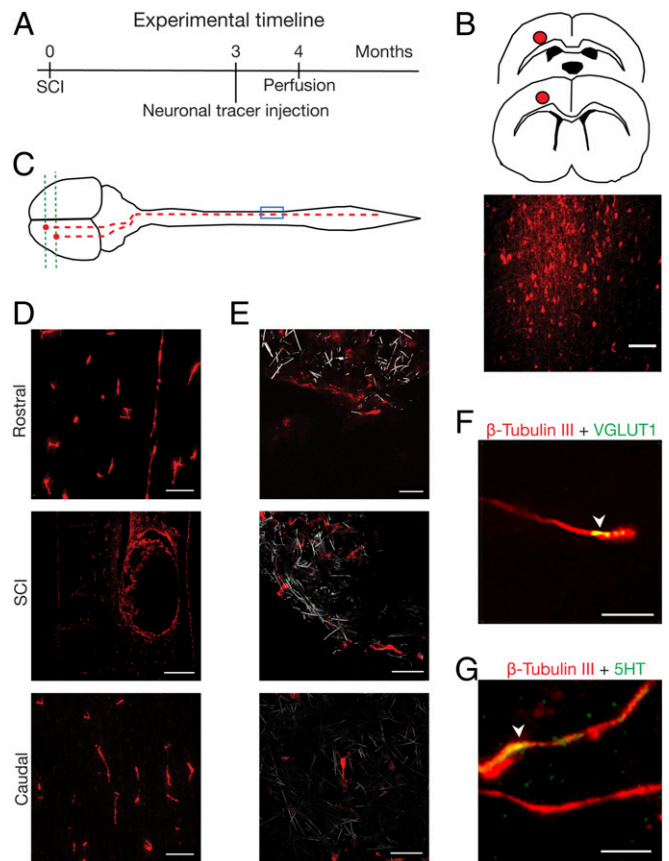 A
Experimental timeline
0
3
4
Months
SCI
Perfusion
Neuronal tracer injection
B
C
D
E
Rostral
SCI
Caudal
F
β-Tubulin III + VGLUT1
G
β-Tubulin III + 5HT